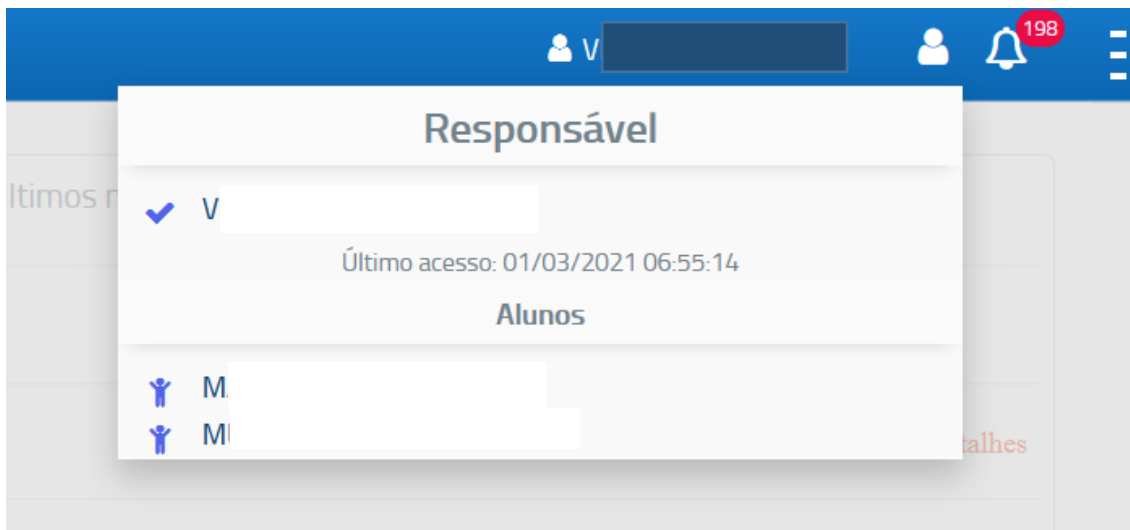 V
198
Responsável
ltimos r
V
Último acesso: 01/03/2021 06:55:14
Alunos
M
M
talhes